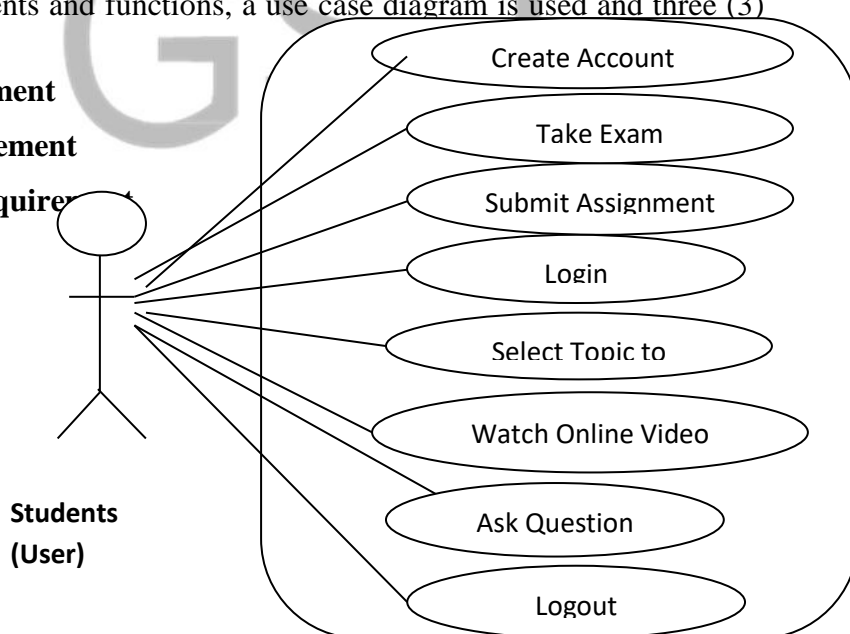 ents and functions, a use case diagram is used and three (3)
ment
ement
quirement
Create Account
Take Exam
Submit Assignment
Login
Select Topic to
Watch Online Video
Ask Question
Logout
Students
(User)